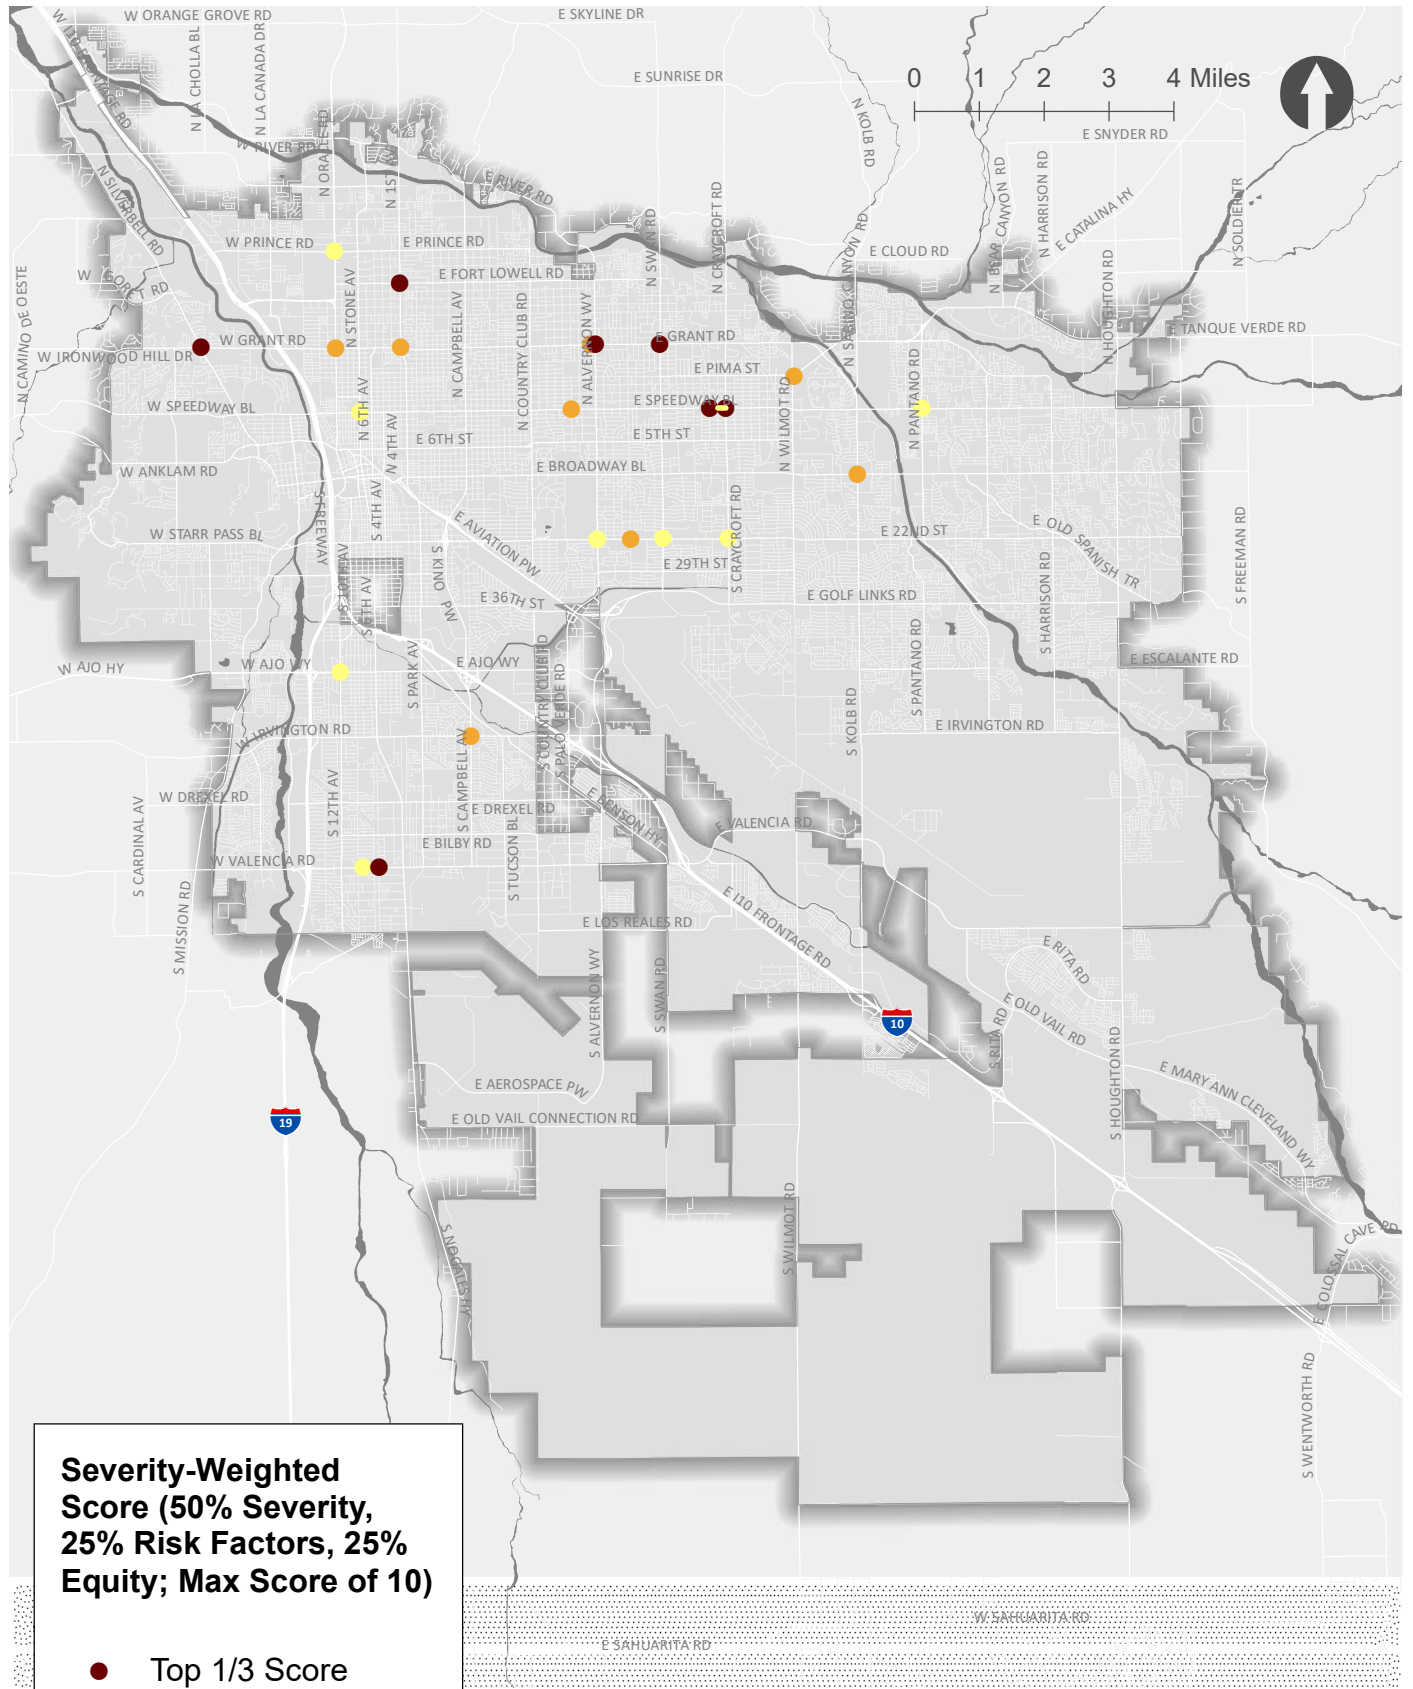 W ORANGE GROVE RD
E SKYLINE DR
W I10 FRONTAGE RD
N LA CHOLLA BL
N LA CANADA DR
E SUNRISE DR
0 1 2 3 4 Miles
N KOLB RD
E SNYDER RD
W RIVER RD
N 1ST AV
E RIVER RD
N SILVERBELL RD
N SWAN RD
N CRAYCROFT RD
N SABINO CANYON RD
N BEAR CANYON RD
N HARRISON RD
E CATALINA HY
N SOLDIER TR
W PRINCE RD
E PRINCE RD
E CLOUD RD
W GORET RD
E FORT LOWELL RD
N CAMINO DE OESTE
N STONE AV
N CAMPBELL AV
N COUNTRY CLUB RD
N ALVERNON WY
N HOUGHTON RD
E TANQUE VERDE RD
W GRANT RD
E GRANT RD
W IRONWOOD HILL DR
E PIMA ST
N PANTANO RD
W SPEEDWAY BL
E SPEEDWAY BL
N 6TH AV
N 4TH AV
E 6TH ST
E 5TH ST
N WILMOT RD
W ANKLAM RD
E BROADWAY BL
S FREEWAY
S 4TH AV
E AVIATION PW
S CRAYCROFT RD
W STARR PASS BL
E 22ND ST
E OLD SPANISH TR
S FREEMAN RD
S 10TH AV
S 6TH AV
S KINO PW
E 29TH ST
E 36TH ST
E GOLF LINKS RD
S HARRISON RD
W AJO HY
W AJO WY
S PARK AV
E AJO WY
S COUNTRY CLUB RD
S PALO VERDE RD
S PANTANO RD
E ESCALANTE RD
W IRVINGTON RD
S KOLB RD
E IRVINGTON RD
S CAMPBELL AV
W DREXEL RD
S 12TH AV
E DREXEL RD
E BENSON HY
E VALENCIA RD
S CARDINAL AV
E BILBY RD
S TUCSON BL
W VALENCIA RD
S MISSION RD
E LOS REALES RD
E I10 FRONTAGE RD
E RITA RD
S ALVERNON WY
S SWAN RD
10
E OLD VAIL RD
S RITA RD
S HOUGHTON RD
E AEROSPACE PW
E MARY ANN CLEVELAND WY
19
E OLD VAIL CONNECTION RD
S NOGALES HY
S WILMOT RD
E COLOSSAL CAVE RD
S WENTWORTH RD
Severity-Weighted
Score (50% Severity,
25% Risk Factors, 25%
Equity; Max Score of 10)
Top 1/3 Score
W SAHUARITA RD
E SAHUARITA RD